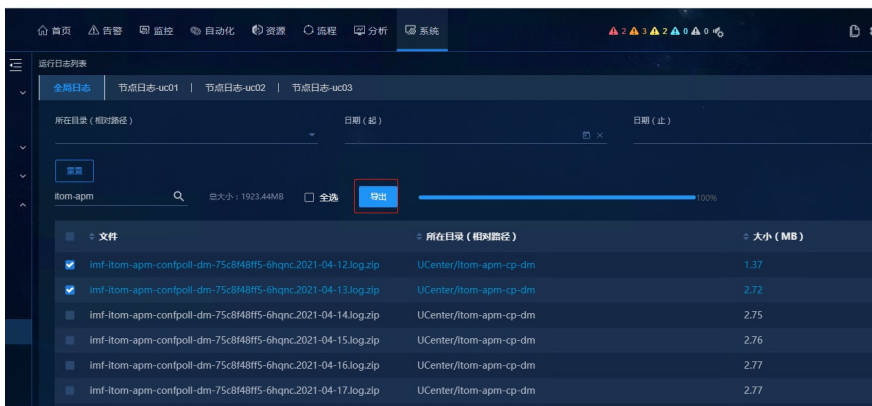 首页 告警 监控 自动化 资源 流程 分析 系统 2 3 2 0 0
运行日志列表
全局日志 节点日志-uc01 | 节点日志-uc02 | 节点日志-uc03
所在目录（相对路径） 日期（起） 日期（止）
重置
itom-apm 总大小：1923.44MB 全选 导出 100%
文件 所在目录（相对路径） 大小（MB）
imf-itom-apm-confpoll-dm-75c8f48ff5-6hqnc.2021-04-12.log.zip UCenter/itom-apm-cp-dm 1.37
imf-itom-apm-confpoll-dm-75c8f48ff5-6hqnc.2021-04-13.log.zip UCenter/itom-apm-cp-dm 2.72
imf-itom-apm-confpoll-dm-75c8f48ff5-6hqnc.2021-04-14.log.zip UCenter/itom-apm-cp-dm 2.75
imf-itom-apm-confpoll-dm-75c8f48ff5-6hqnc.2021-04-15.log.zip UCenter/itom-apm-cp-dm 2.76
imf-itom-apm-confpoll-dm-75c8f48ff5-6hqnc.2021-04-16.log.zip UCenter/itom-apm-cp-dm 2.77
imf-itom-apm-confpoll-dm-75c8f48ff5-6hqnc.2021-04-17.log.zip UCenter/itom-apm-cp-dm 2.77